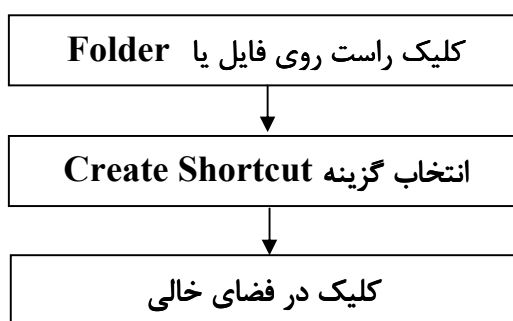 کلیک راست روی فایل یا Folder
انتخاب گزینه Create Shortcut
کلیک در فضای خالی